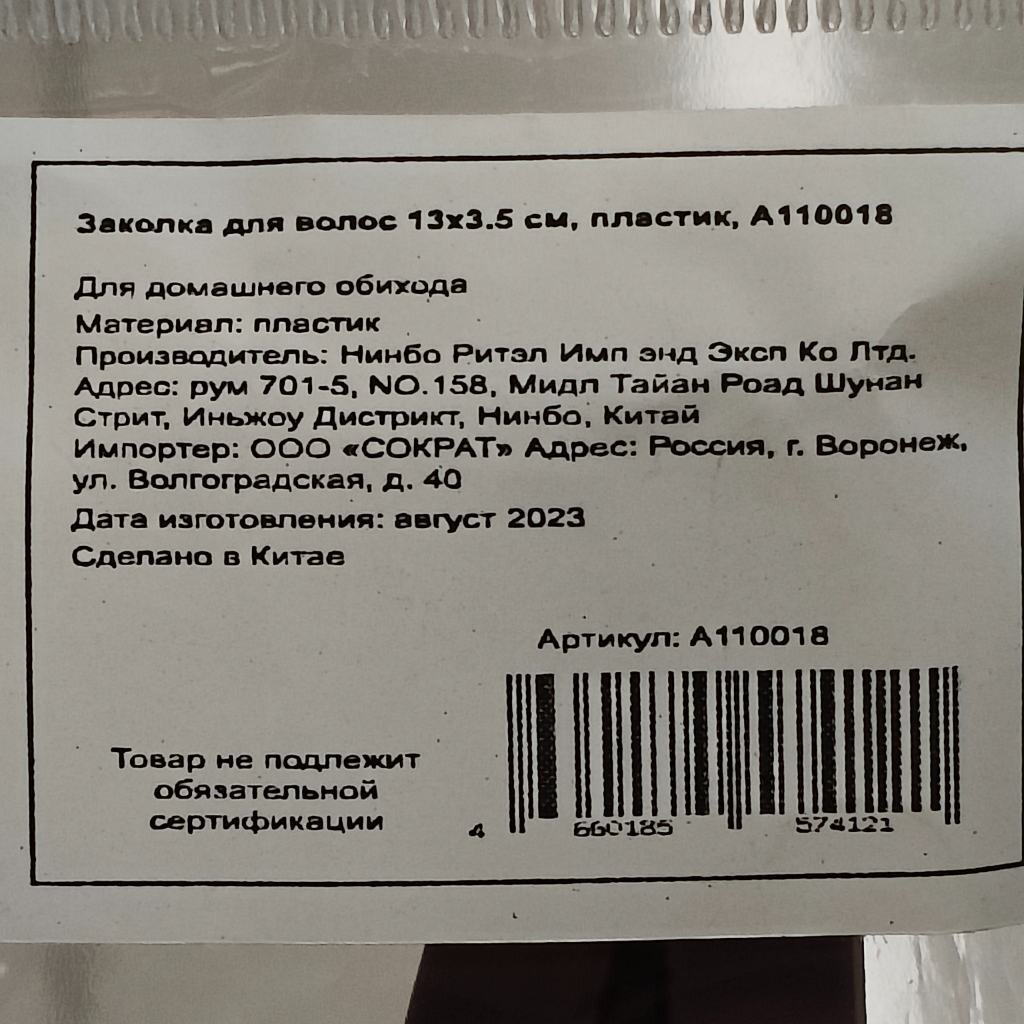 Заколка для волос 13x3.5 см, пластик, А110018
Для домашнего обихода
Материал: пластик
Производитель: Нинбо Ритэл Имп энд Эксп Ко Лтд.
Адрес: рум 701-5, NO.158, Мидл Тайан Роад Шунан
Стрит, Иньжоу Дистрикт, Нинбо, Китай
Импортер: ООО «СОКРАТ» Адрес: Россия, г. Воронеж,
ул. Волгоградская, д. 40
Дата изготовления: август 2023
Сделано в Китае
Артикул: А110018
Товар не подлежит
обязательной
сертификации
4 660185 574121